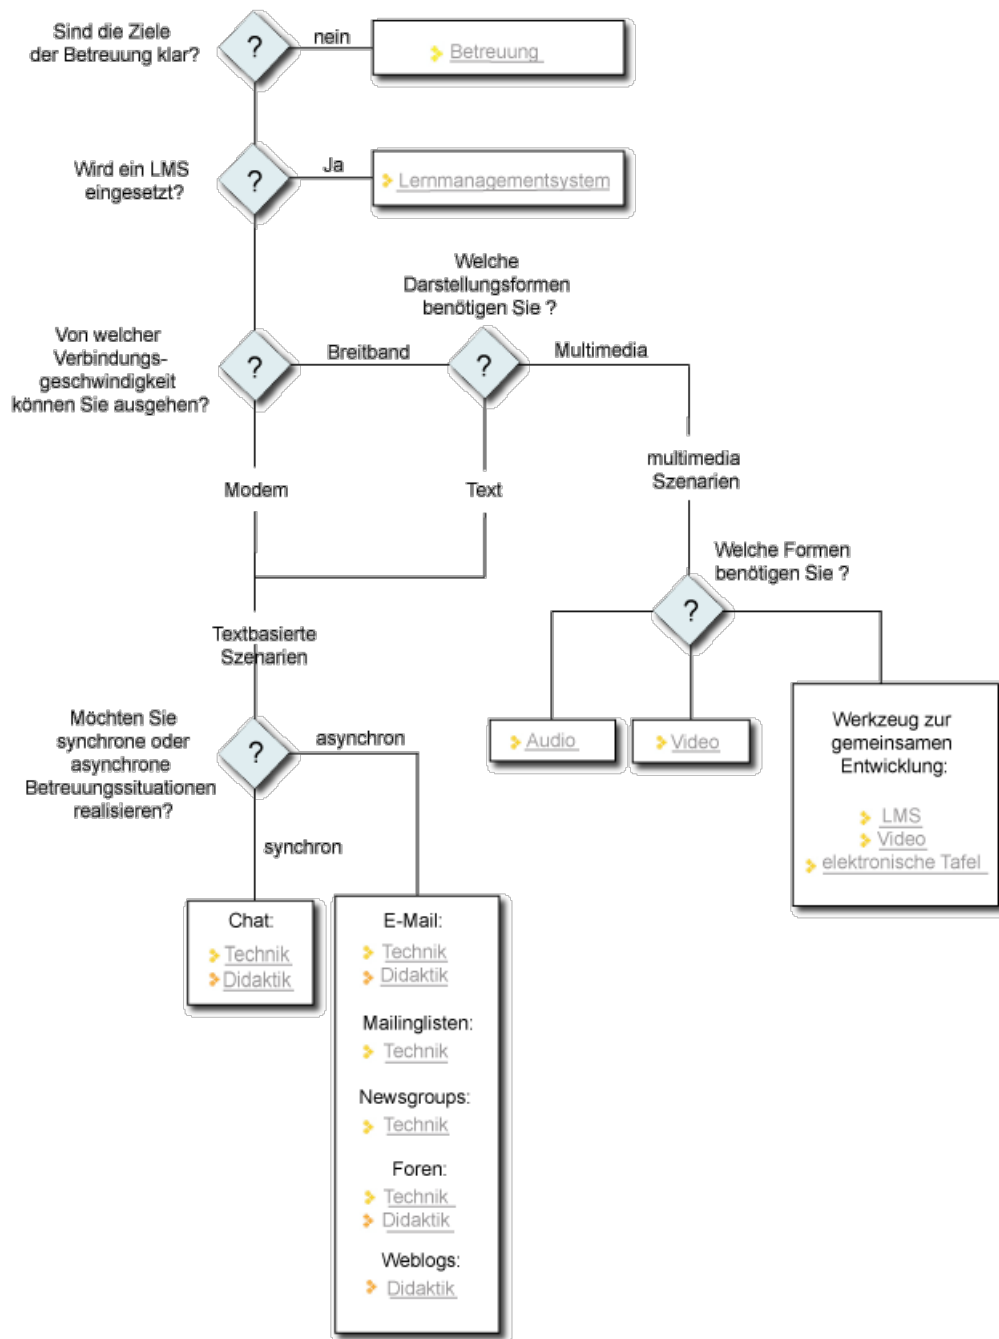 Sind die Ziele
der Betreuung klar?
?
nein
Betreuung
Wird ein LMS
eingesetzt?
?
Ja
Lernmanagementsystem
Welche
Darstellungsformen
benötigen Sie ?
Von welcher
Verbindungs-
geschwindigkeit
können Sie ausgehen?
?
Breitband
?
Multimedia
Modem
Text
multimedia
Szenarien
Welche Formen
benötigen Sie ?
?
Textbasierte
Szenarien
Audio
Video
Werkzeug zur
gemeinsamen
Entwicklung:
LMS
Video
elektronische Tafel
Möchten Sie
synchrone oder
asynchrone
Betreuungssituationen
realisieren?
?
asynchron
synchron
Chat:
Technik
Didaktik
E-Mail:
Technik
Didaktik
Mailinglisten:
Technik
Newsgroups:
Technik
Foren:
Technik
Didaktik
Weblogs:
Didaktik